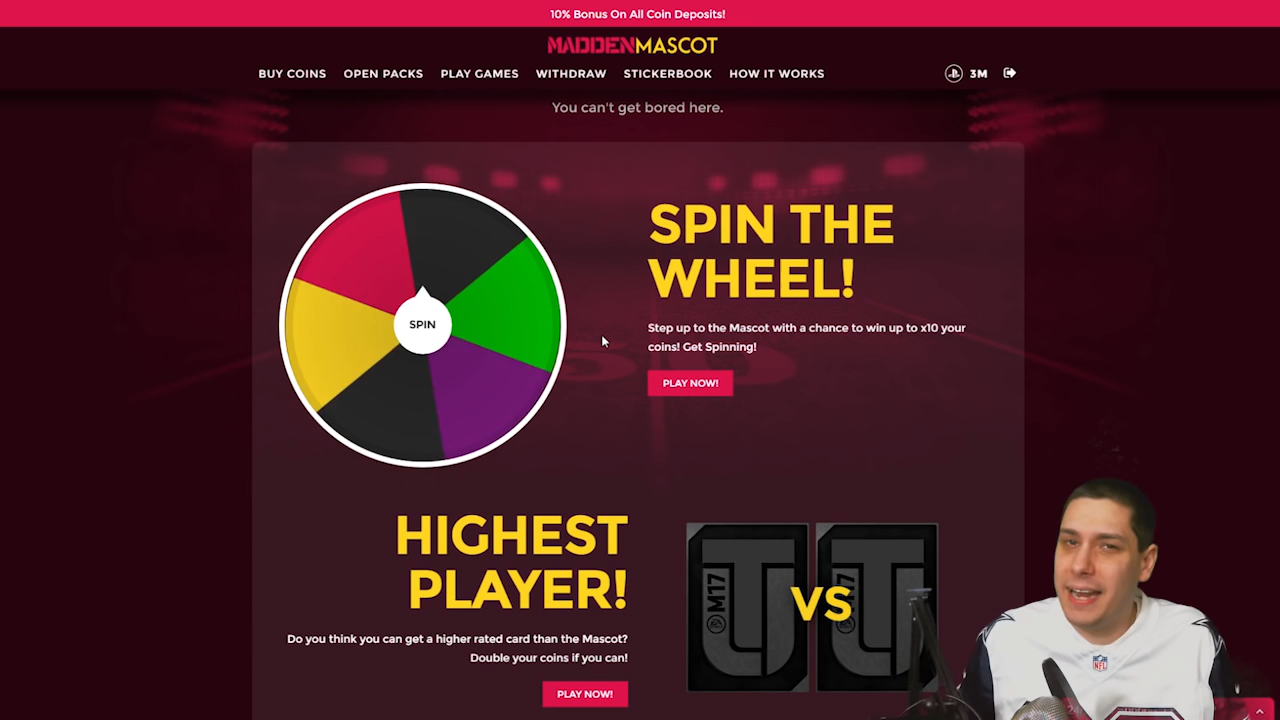 10% Bonus On All Coin Deposits!
MADDENMASCOT
BUY COINS OPEN PACKS PLAY GAMES WITHDRAW STICKERBOOK HOW IT WORKS 3M
You can't get bored here.
SPIN
SPIN THE
WHEEL!
Step up to the Mascot with a chance to win up to x10 your
coins! Get Spinning!
PLAY NOW!
HIGHEST
PLAYER!
Do you think you can get a higher rated card than the Mascot?
Double your coins if you can!
PLAY NOW!
M17
VS
NFL